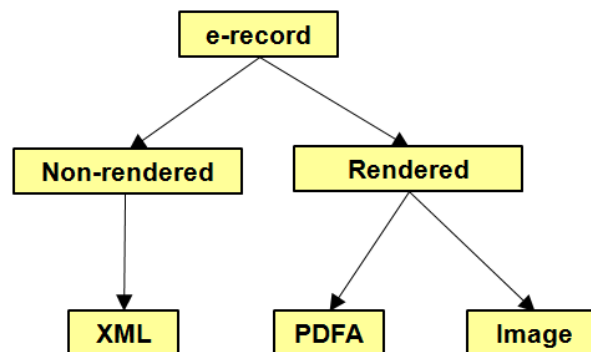 e-record
Non-rendered
Rendered
XML
PDFA
Image